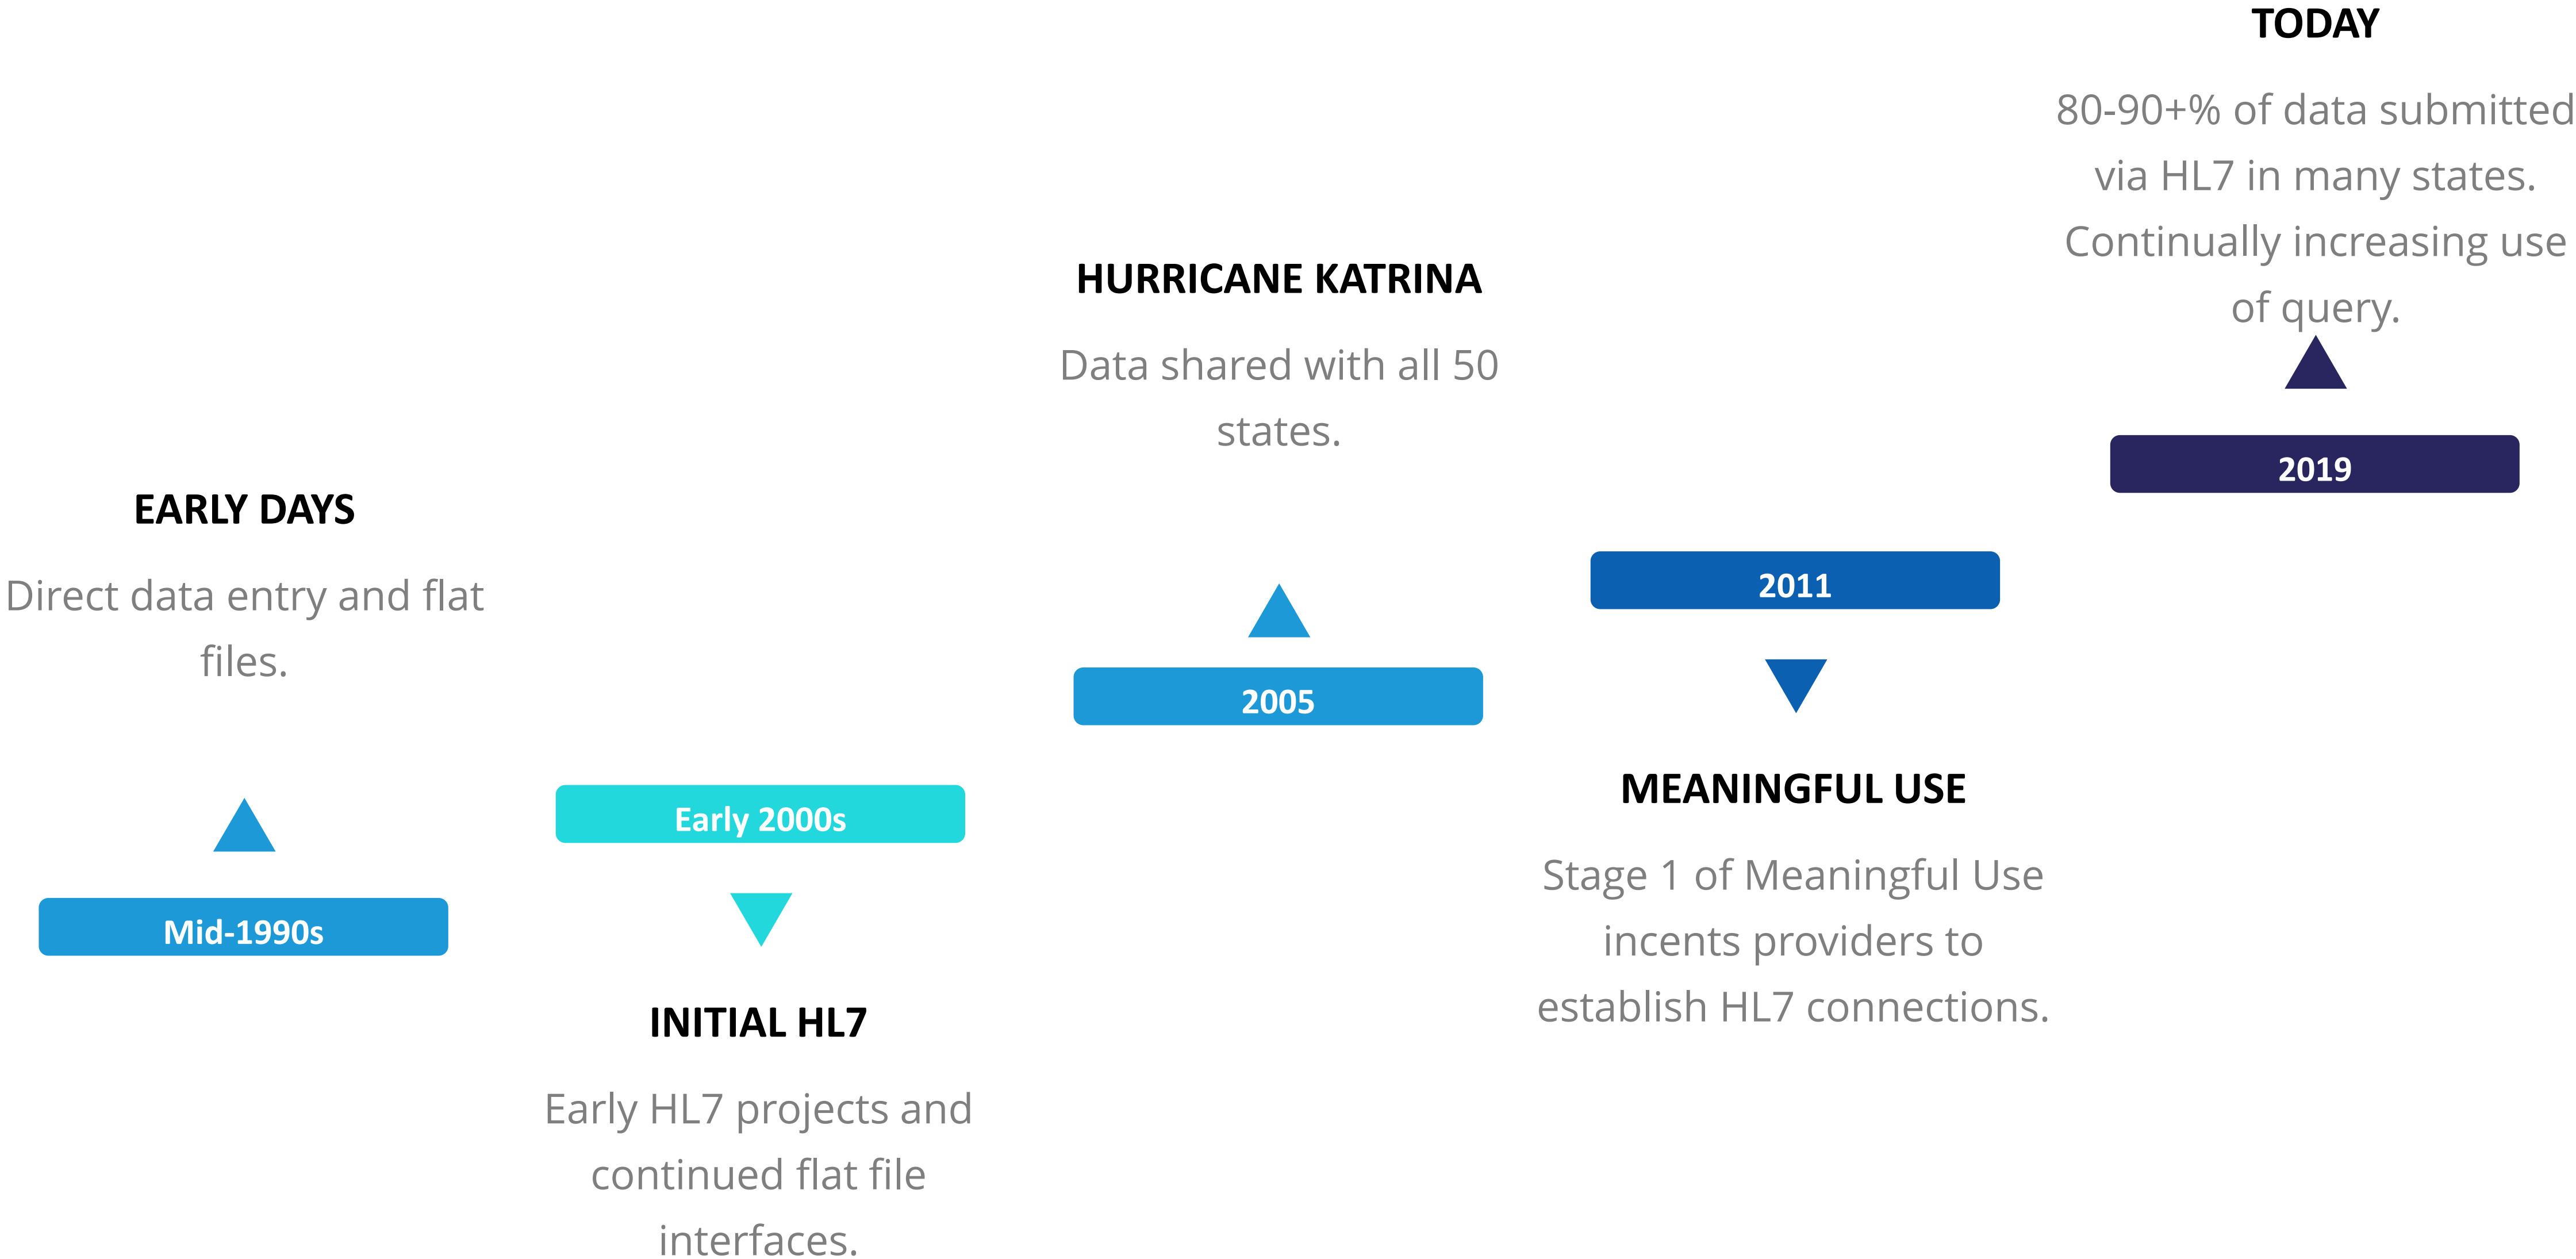 EARLY DAYS
Direct data entry and flat
files.
Mid-1990s
Early 2000s
INITIAL HL7
Early HL7 projects and
continued flat file
interfaces.
HURRICANE KATRINA
Data shared with all 50
states.
2005
2011
MEANINGFUL USE
Stage 1 of Meaningful Use
incents providers to
establish HL7 connections.
TODAY
80-90+% of data submitted
via HL7 in many states.
Continually increasing use
of query.
2019